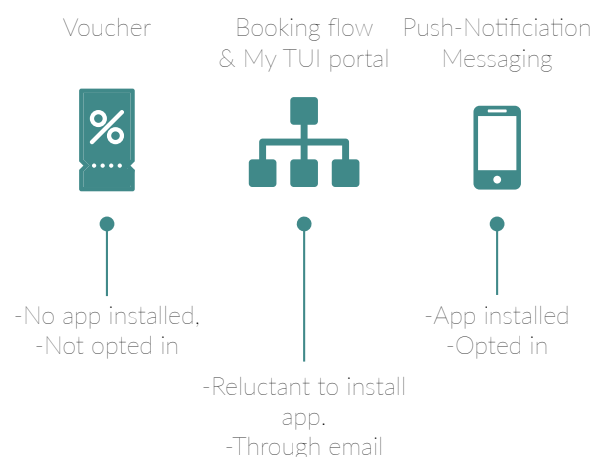 Voucher
Booking flow
& My TUI portal
Push-Notificiation
Messaging
%
-No app installed,
-Not opted in
-Reluctant to install
app.
-Through email
-App installed
-Opted in